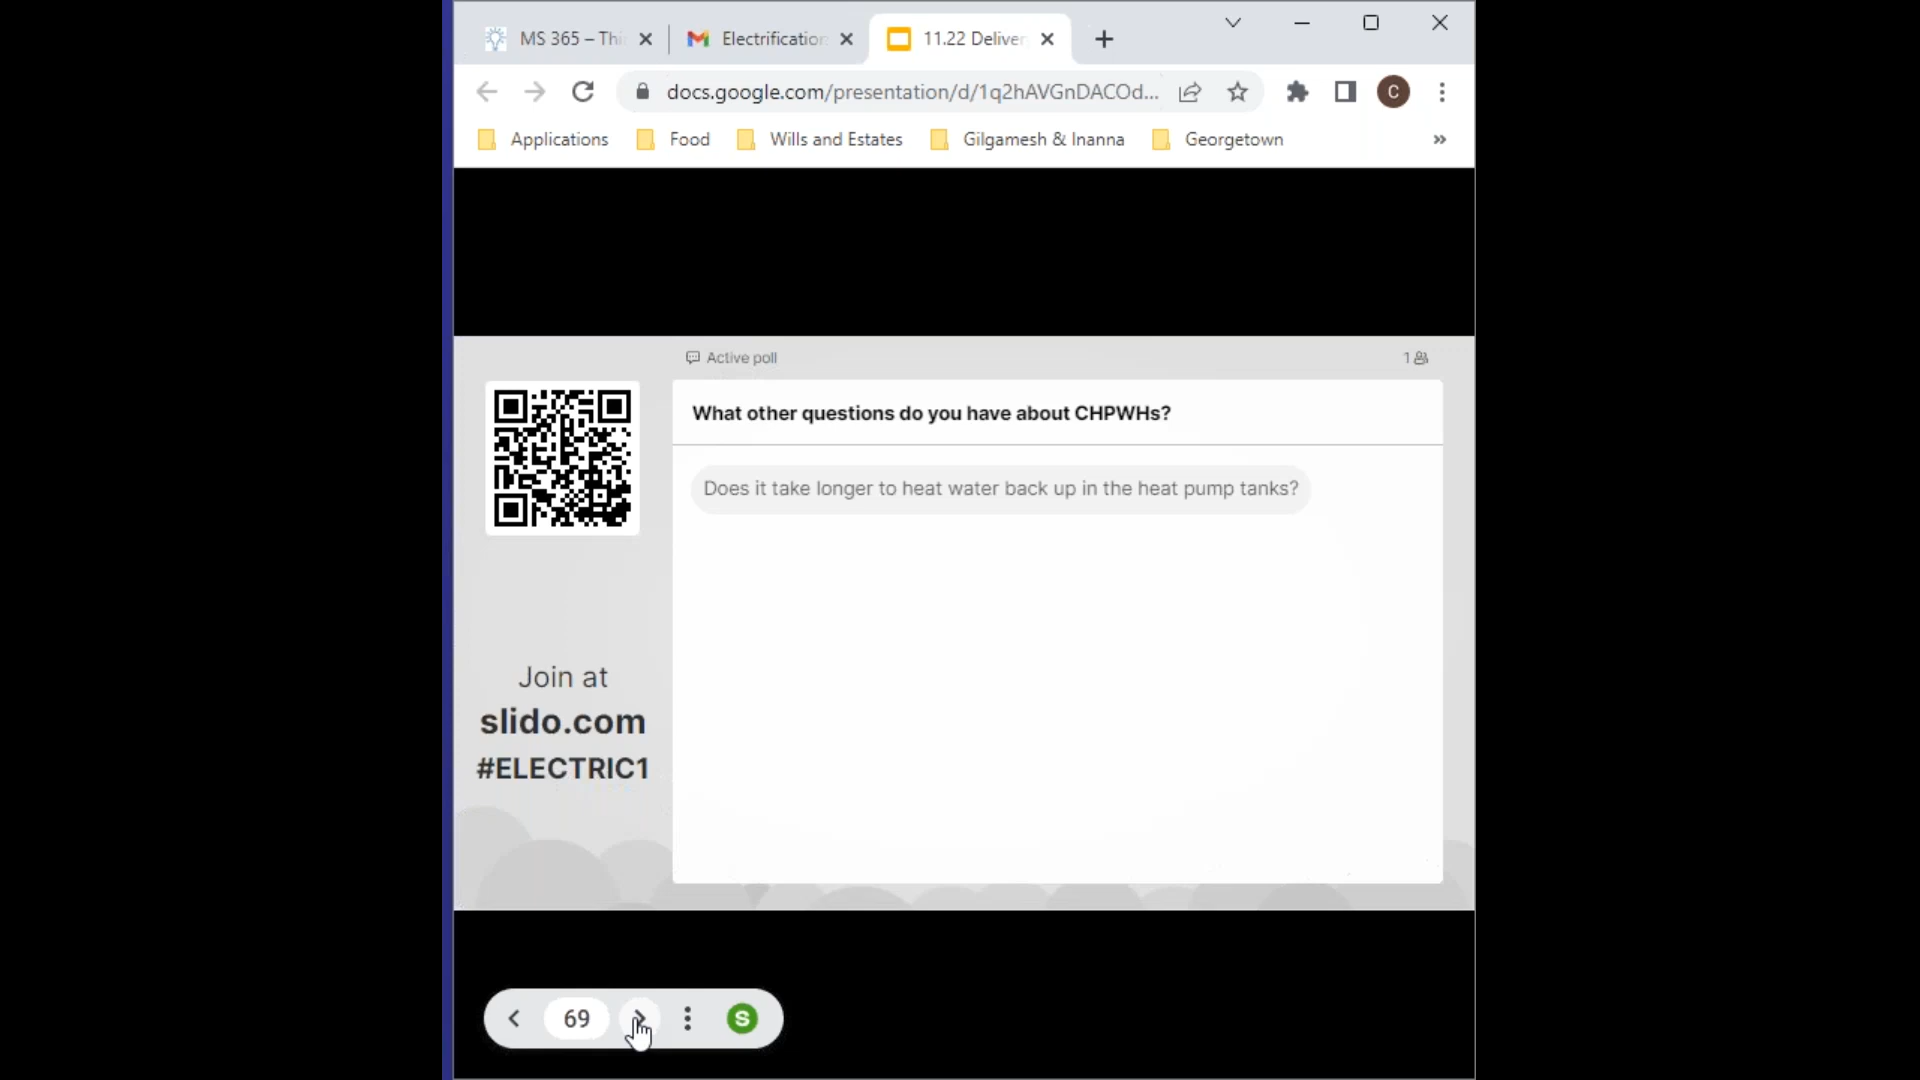 MS 365 – Thi
Electrification
11.22 Deliver
docs.google.com/presentation/d/1q2hAVGnDACOd...
C
Applications
Food
Wills and Estates
Gilgamesh & Inanna
Georgetown
»
Active poll
1
What other questions do you have about CHPWHs?
Does it take longer to heat water back up in the heat pump tanks?
Join at
slido.com
#ELECTRIC1
69
S